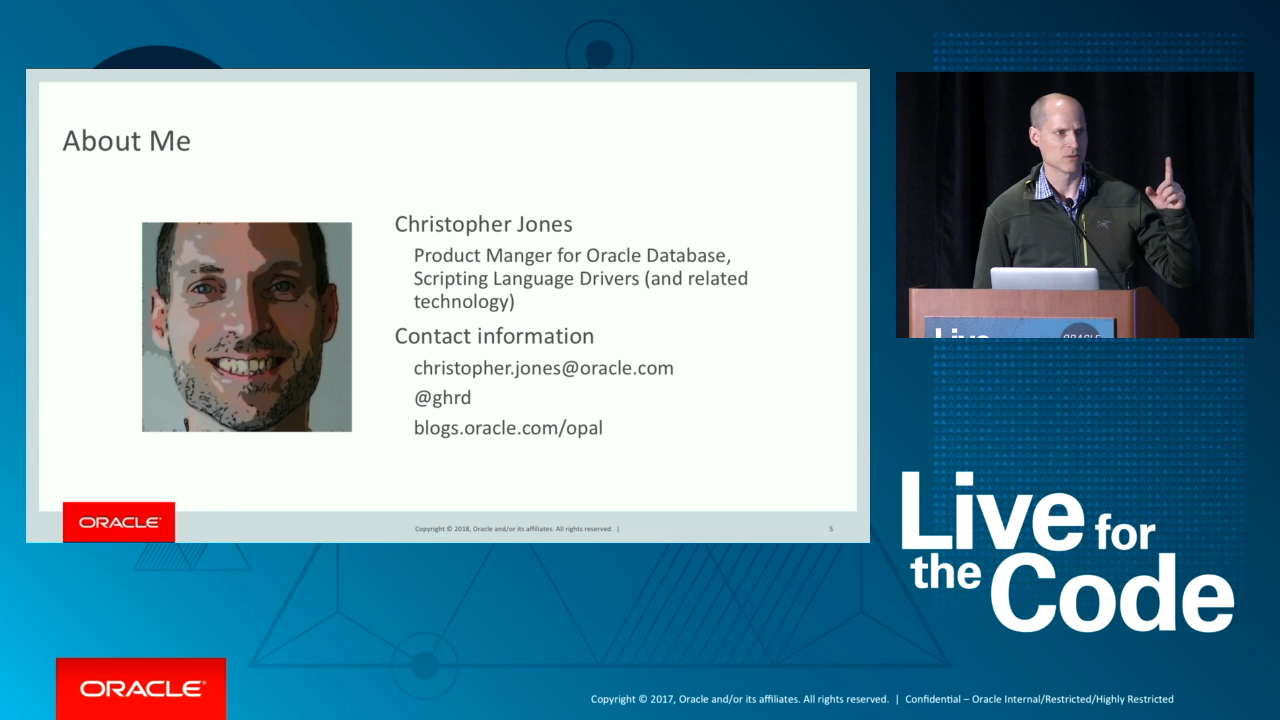 About Me
Christopher Jones
Product Manger for Oracle Database,
Scripting Language Drivers (and related
technology)
Contact information
christopher.jones@oracle.com
@ghrd
blogs.oracle.com/opal
ORACLE
Copyright © 2018, Oracle and/or its affiliates. All rights reserved. |
5
Live
ORACLE
Live for
the Code
ORACLE
Copyright © 2017, Oracle and/or its affiliates. All rights reserved. | Confidential – Oracle Internal/Restricted/Highly Restricted